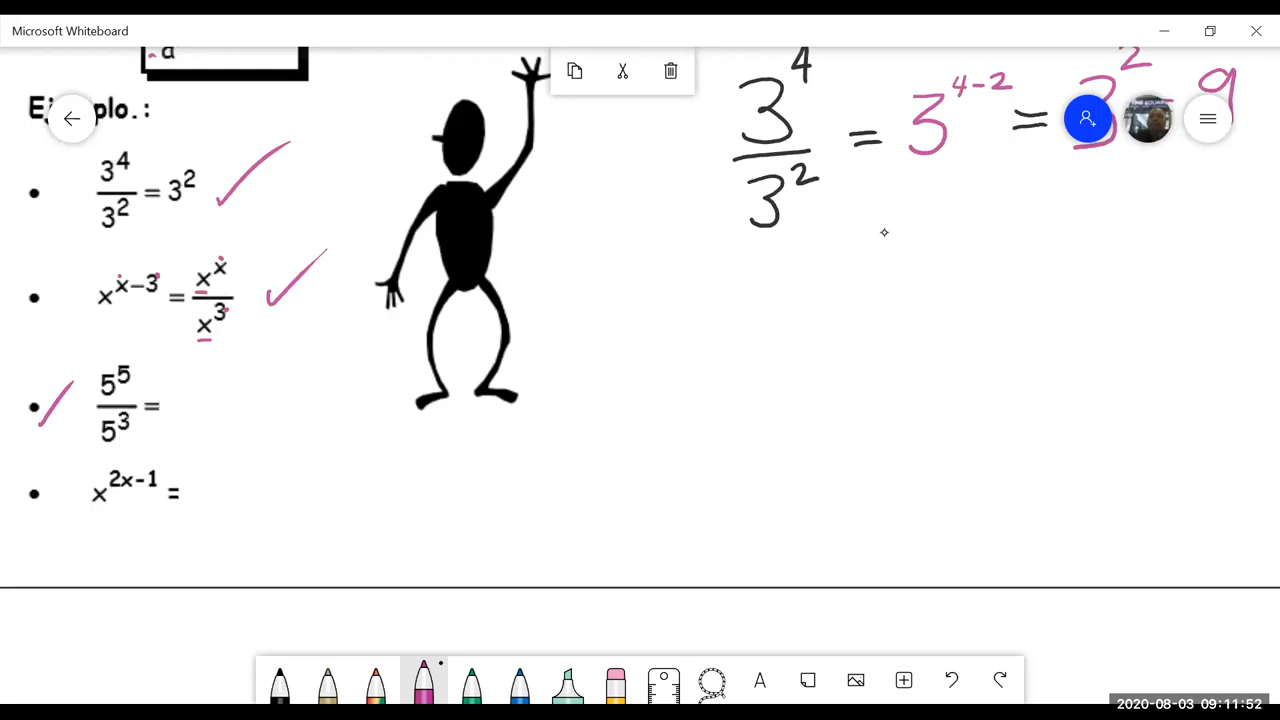 Microsoft Whiteboard
a
plo.:
3^4/3^2 = 3^2
x^{x-3} = x^x/x^3
5^5/5^3 =
x^{2x-1} =
3^4/3^2 = 3^{4-2} = 3^2 = 9
A
2020-08-03 09:11:52